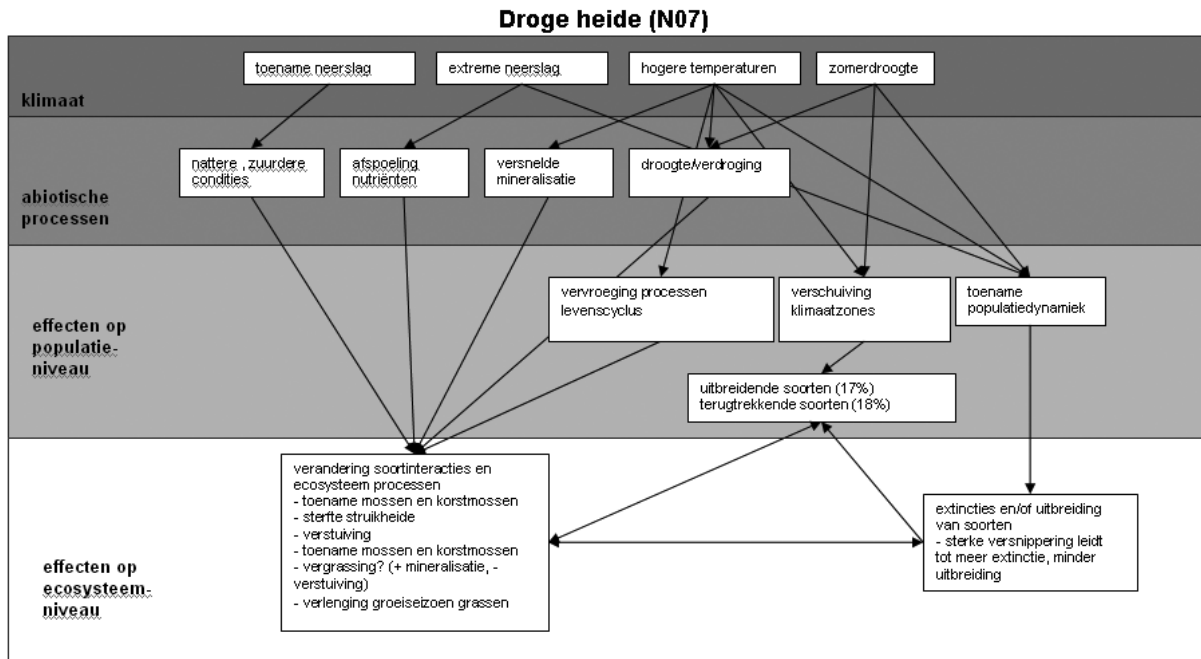 Droge heide (N07)
toename neerslag
extreme neerslag
hogere temperaturen
zomerdroogte
klimaat
nattere ,zuurdere
condities
afspoeling
nutriënten
versnelde
mineralisatie
droogte/verdroging
abiotische
processen
vervroeging processen
levenscyclus
verschuiving
klimaatzones
toename
populatiedynamiek
effecten op
populatie-
niveau
uitbreidende soorten (17%)
terugtrekkende soorten (18%)
verandering soortinteracties en
ecosysteem processen
- toename mossen en korstmossen
- sterfte struikheide
- verstuiving
- toename mossen en korstmossen
- vergrassing? (+ mineralisatie, -
verstuiving)
- verlenging groeiseizoen grassen
extincties en/of uitbreiding
van soorten
- sterke versnippering leidt
tot meer extinctie, minder
uitbreiding
effecten op
ecosysteem-
niveau